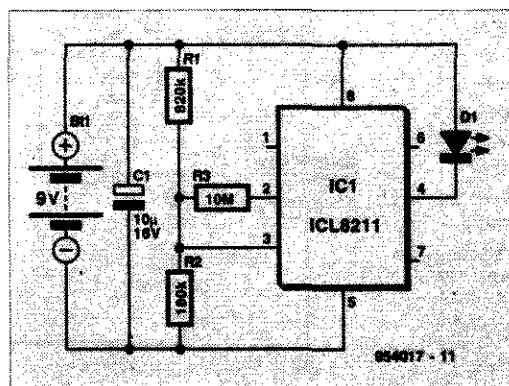 R1
820k
Bt1
9V
C1
10µ
16V
R3
10M
R2
180k
8
1
2
3
IC1
ICL8211
6
4
7
5
D1
954017 - 11